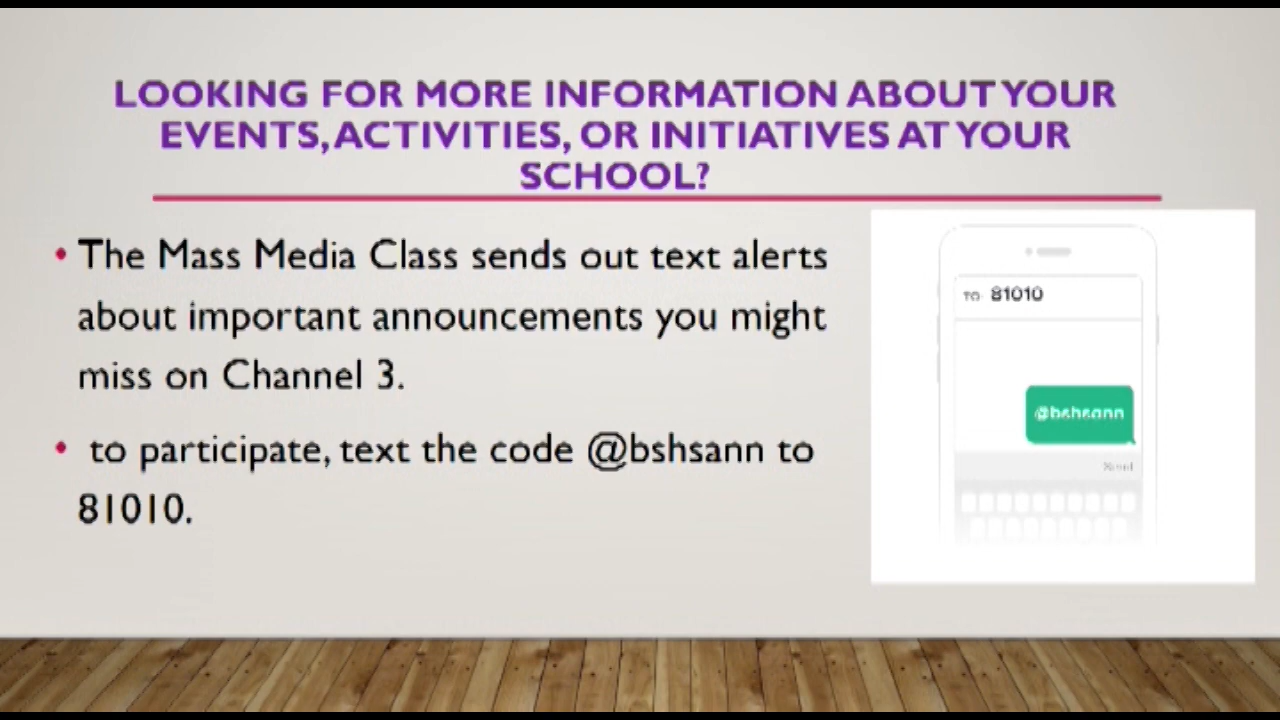 LOOKING FOR MORE INFORMATION ABOUT YOUR
EVENTS, ACTIVITIES, OR INITIATIVES AT YOUR
SCHOOL?
• The Mass Media Class sends out text alerts
about important announcements you might
miss on Channel 3.
• to participate, text the code @bshsann to
81010.
TO 81010
@bshsann
Send